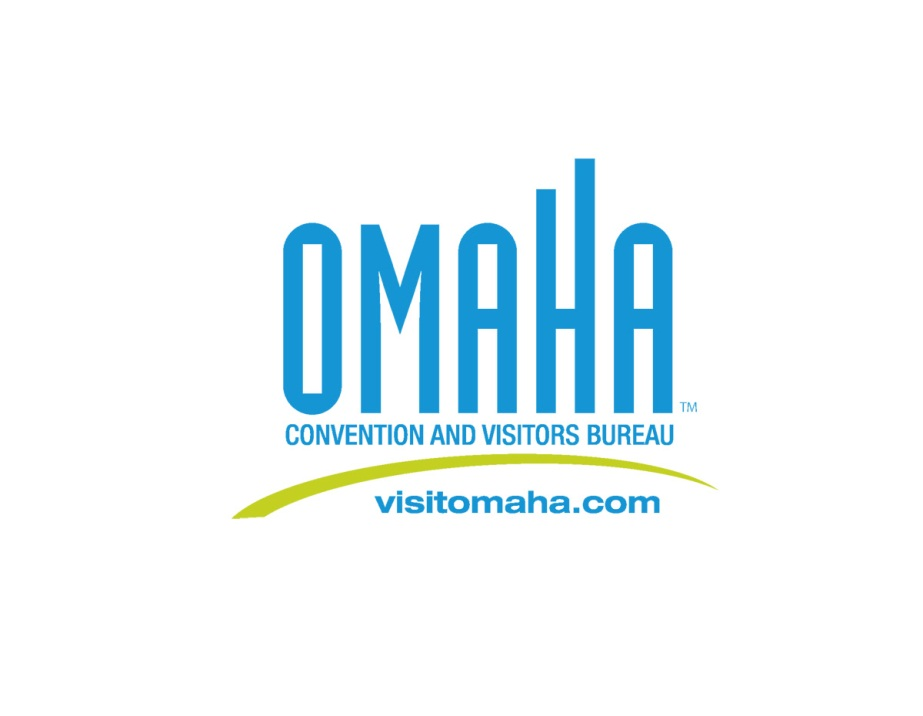 OMAHA™
CONVENTION AND VISITORS BUREAU
visitomaha.com